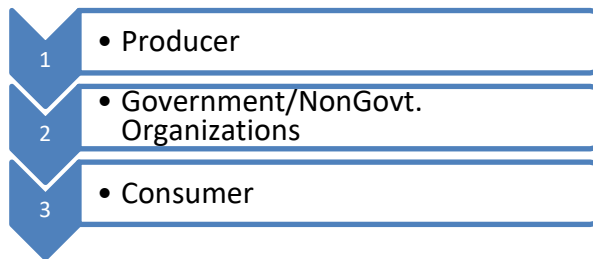 1
• Producer
2
• Government/NonGovt.
Organizations
3
• Consumer